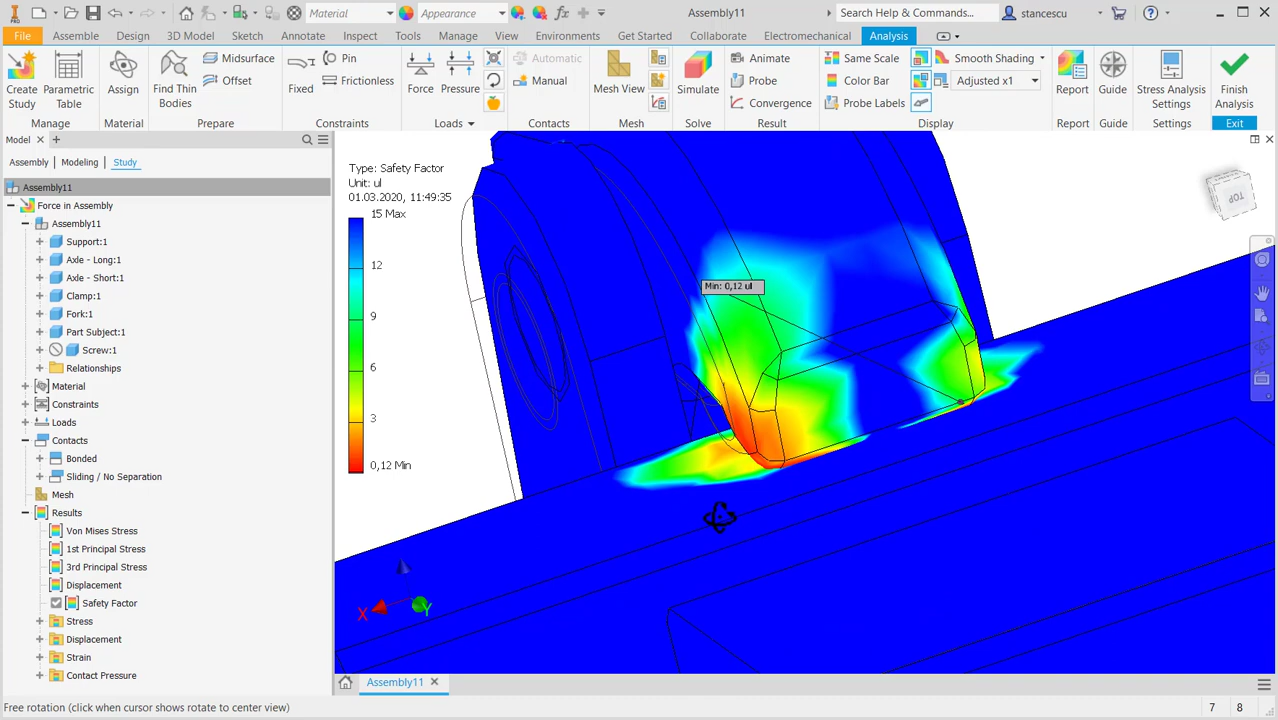 PRO
Material
Appearance
Assembly11
Search Help & Commands...
stancescu
File
Assemble
Design
3D Model
Sketch
Annotate
Inspect
Tools
Manage
View
Environments
Get Started
Collaborate
Electromechanical
Analysis
Create Study
Parametric Table
Assign
Find Thin Bodies
Midsurface
Offset
Fixed
Pin
Frictionless
Force
Pressure
Automatic
Manual
Mesh View
Simulate
Animate
Probe
Convergence
Same Scale
Color Bar
Probe Labels
Smooth Shading
Adjusted x1
Report
Guide
Stress Analysis Settings
Finish Analysis
Manage
Material
Prepare
Constraints
Loads
Contacts
Mesh
Solve
Result
Display
Report
Guide
Settings
Exit
Model
Assembly
Modeling
Study
Assembly11
Force in Assembly
Assembly11
Support:1
Axle - Long:1
Axle - Short:1
Clamp:1
Fork:1
Part Subject:1
Screw:1
Relationships
Material
Constraints
Loads
Contacts
Bonded
Sliding / No Separation
Mesh
Results
Von Mises Stress
1st Principal Stress
3rd Principal Stress
Displacement
Safety Factor
Stress
Displacement
Strain
Contact Pressure
Type: Safety Factor
Unit: ul
01.03.2020, 11:49:35
15 Max
12
9
6
3
0,12 Min
Min: 0,12 ul
TOP
X
Y
Assembly11
Free rotation (click when cursor shows rotate to center view)
7
8